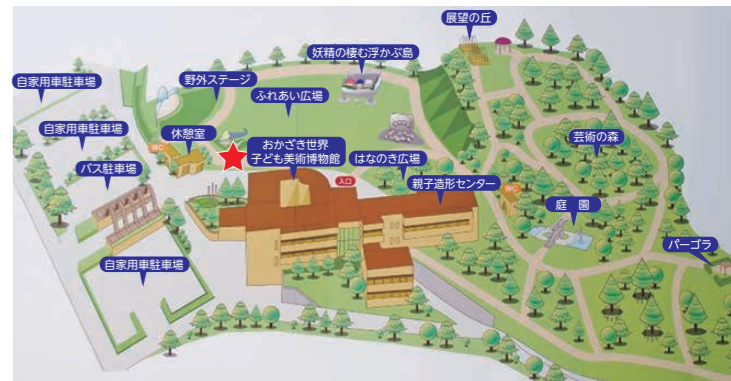 展望の丘
妖精の棲む浮かぶ島
自家用車駐車場
野外ステージ
ふれあい広場
自家用車駐車場
休憩室
芸術の森
WC
おかざき世界
子ども美術博物館
はなのき広場
バス駐車場
入口
親子造形センター
WC
庭 園
パーゴラ
自家用車駐車場